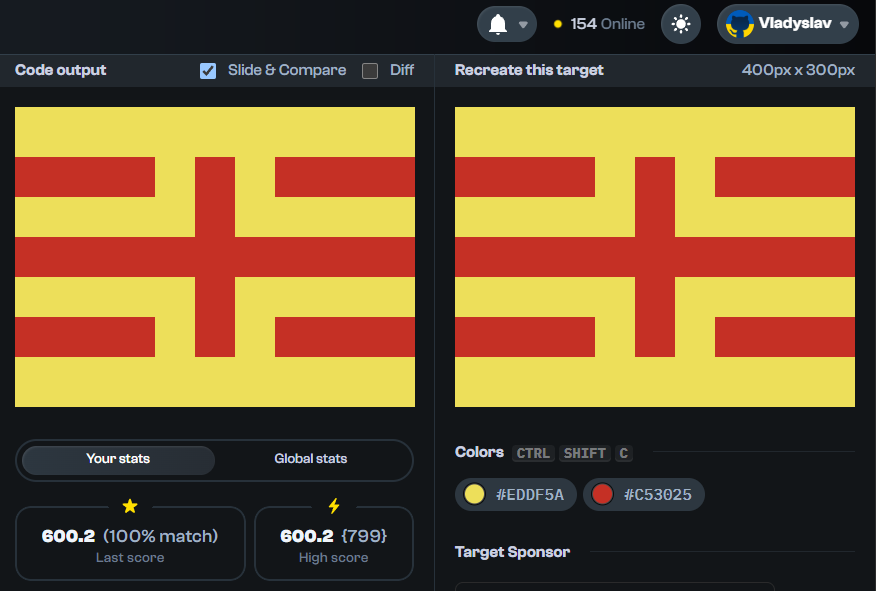 154 Online
Vladyslav
Code output
Slide & Compare
Diff
Recreate this target
400px x 300px
Your stats
Global stats
600.2 (100% match)
Last score
600.2 {799}
High score
Colors CTRL SHIFT C
#EDDF5A
#C53025
Target Sponsor